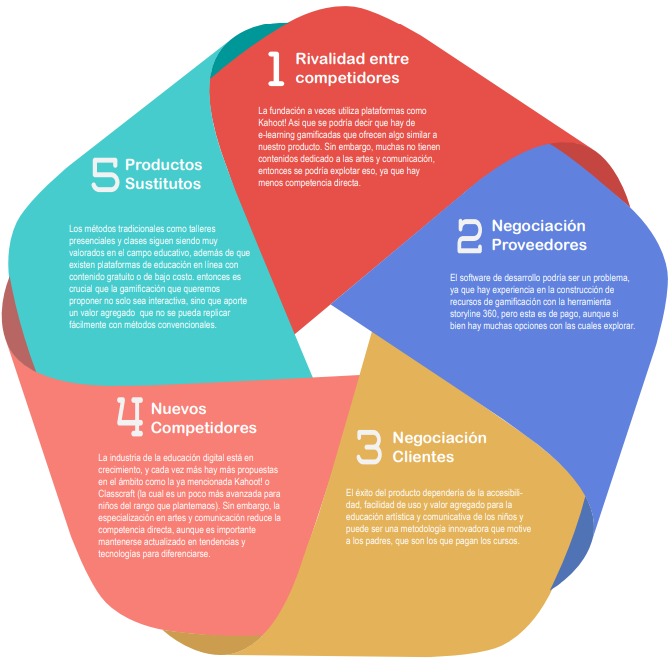 1
Rivalidad entre
competidores
La fundación a veces utiliza plataformas como
Kahoot! Asi que se podría decir que hay de
e-learning gamificadas que ofrecen algo similar a
nuestro producto. Sin embargo, muchas no tienen
contenidos dedicado a las artes y comunicación,
entonces se podría explotar eso, ya que hay
menos competencia directa.
2
Negociación
Proveedores
El software de desarrollo podría ser un problema,
ya que hay experiencia en la construcción de
recursos de gamificación con la herramienta
storyline 360, pero esta es de pago, aunque si
bien hay muchas opciones con las cuales explorar.
3
Negociación
Clientes
El éxito del producto dependería de la accesibili-
dad, facilidad de uso y valor agregado para la
educación artística y comunicativa de los niños y
puede ser una metodología innovadora que motive
a los padres, que son los que pagan los cursos.
4
Nuevos
Competidores
La industria de la educación digital está en
crecimiento, y cada vez más hay más propuestas
en el ámbito como la ya mencionada Kahoot! o
Classcraft (la cual es un poco más avanzada para
niños del rango que plantemaos). Sin embargo, la
especialización en artes y comunicación reduce la
competencia directa, aunque es importante
mantenerse actualizado en tendencias y
tecnologías para diferenciarse.
5
Productos
Sustitutos
Los métodos tradicionales como talleres
presenciales y clases siguen siendo muy
valorados en el campo educativo, además de que
existen plataformas de educación en línea con
contenido gratuito o de bajo costo. entonces es
crucial que la gamificación que queremos
proponer no solo sea interactiva, sino que aporte
un valor agregado que no se pueda replicar
fácilmente con métodos convencionales.